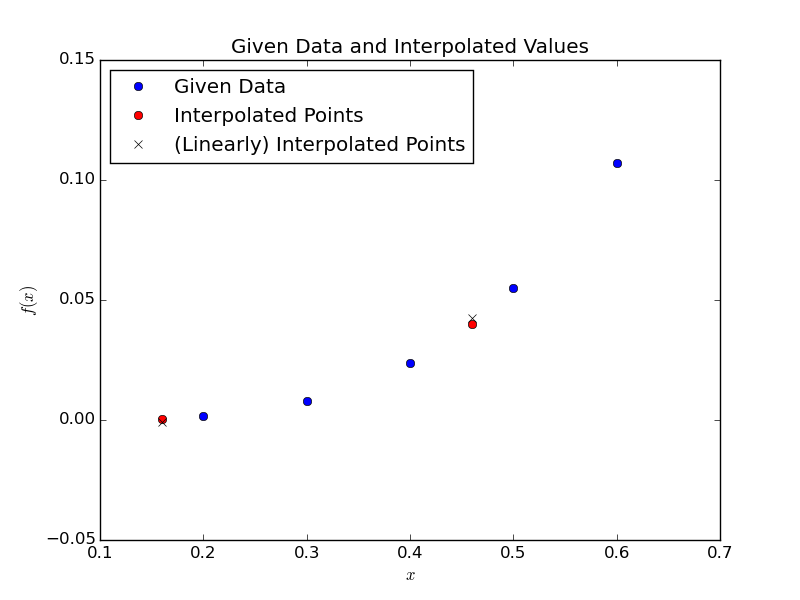 Given Data and Interpolated Values
0.15
Given Data
Interpolated Points
(Linearly) Interpolated Points
0.10
0.05
f(x)
0.00
−0.05
0.1 0.2 0.3 0.4 0.5 0.6 0.7
x